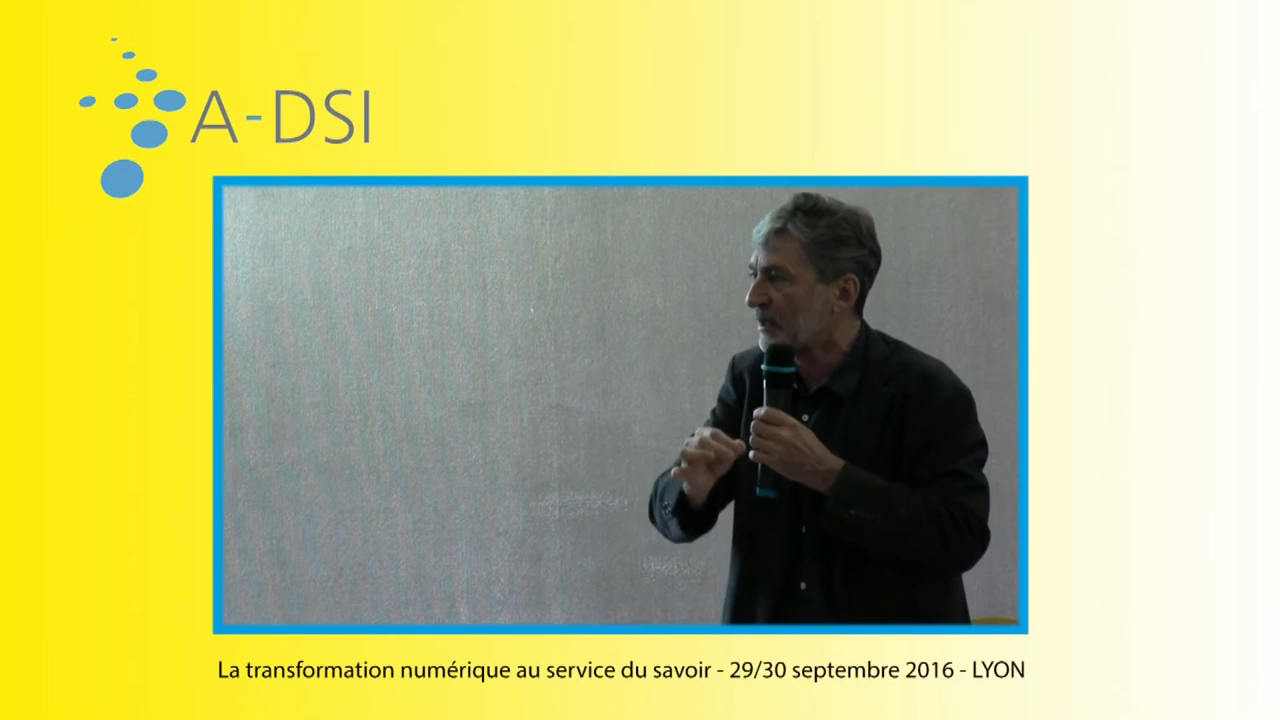 A-DSI
La transformation numérique au service du savoir - 29/30 septembre 2016 - LYON